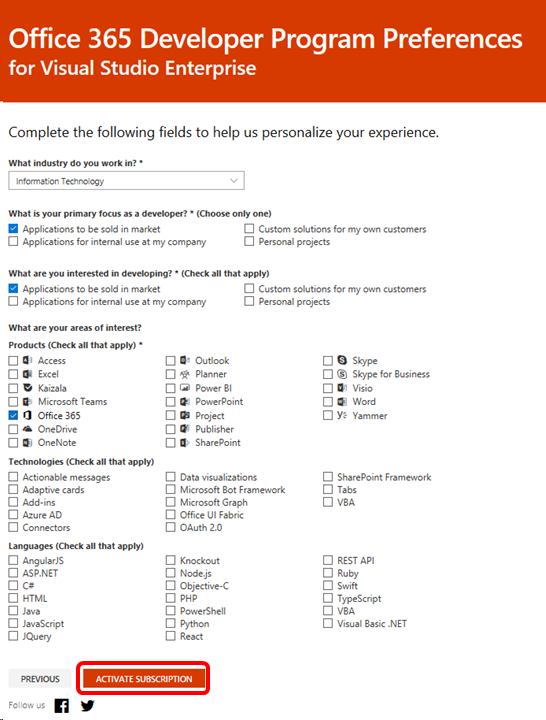 Office 365 Developer Program Preferences
for Visual Studio Enterprise
Complete the following fields to help us personalize your experience.
What industry do you work in? *
Information Technology
What is your primary focus as a developer? * (Choose only one)
Applications to be sold in market Custom solutions for my own customers
Applications for internal use at my company Personal projects
What are you interested in developing? * (Check all that apply)
Applications to be sold in market Custom solutions for my own customers
Applications for internal use at my company Personal projects
What are your areas of interest?
Products (Check all that apply) *
Access Outlook Skype
Excel Planner Skype for Business
Kaizala Power BI Visio
Microsoft Teams PowerPoint Word
Office 365 Project Yammer
OneDrive Publisher
OneNote SharePoint
Technologies (Check all that apply)
Actionable messages Data visualizations SharePoint Framework
Adaptive cards Microsoft Bot Framework Tabs
Add-ins Microsoft Graph VBA
Azure AD Office UI Fabric
Connectors OAuth 2.0
Languages (Check all that apply)
AngularJS Knockout REST API
ASP.NET Node.js Ruby
C# Objective-C Swift
HTML PHP TypeScript
Java PowerShell VBA
JavaScript Python Visual Basic .NET
JQuery React
PREVIOUS ACTIVATE SUBSCRIPTION
Follow us